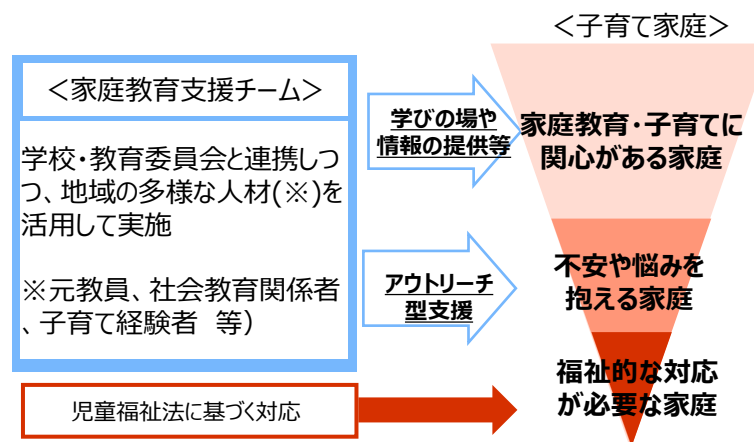 ＜子育て家庭＞
＜家庭教育支援チーム＞
学校・教育委員会と連携しつ
つ、地域の多様な人材(※)を
活用して実施
※元教員、社会教育関係者
、子育て経験者 等）
学びの場や
情報の提供等
家庭教育・子育てに
関心がある家庭
アウトリーチ
型支援
不安や悩みを
抱える家庭
児童福祉法に基づく対応
福祉的な対応
が必要な家庭